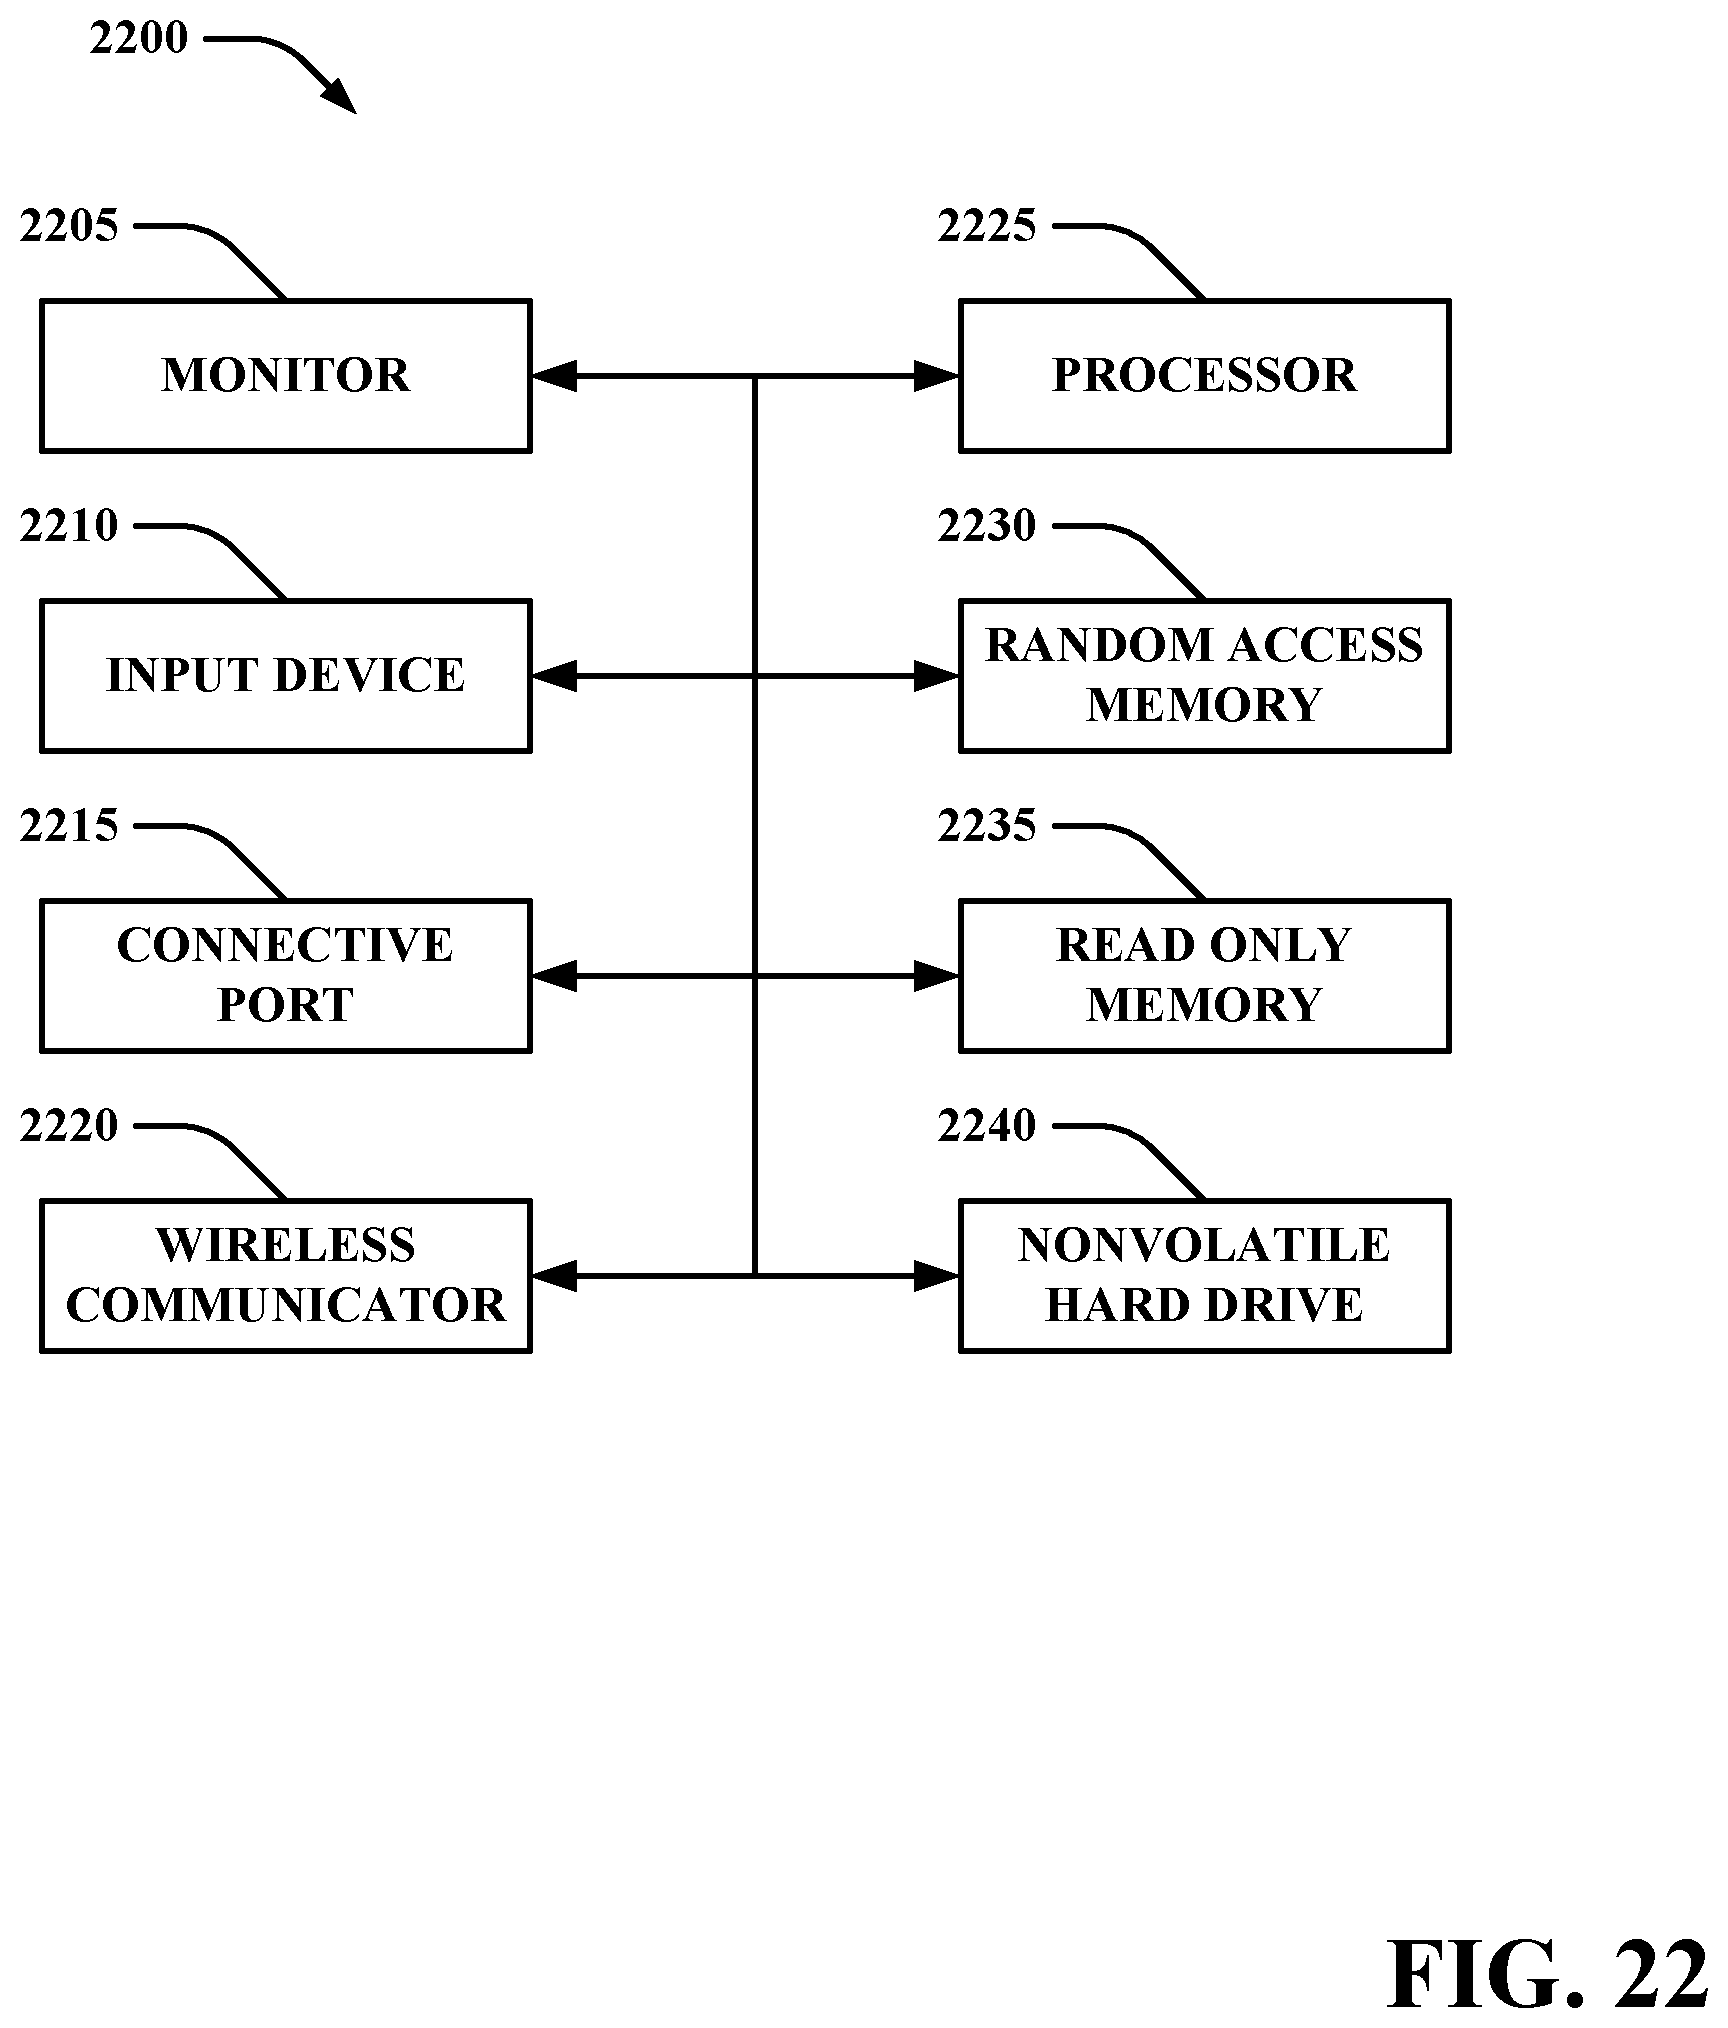 2200
2205
MONITOR
2225
PROCESSOR
2210
INPUT DEVICE
2230
RANDOM ACCESS
MEMORY
2215
CONNECTIVE
PORT
2235
READ ONLY
MEMORY
2220
WIRELESS
COMMUNICATOR
2240
NONVOLATILE
HARD DRIVE
FIG. 22